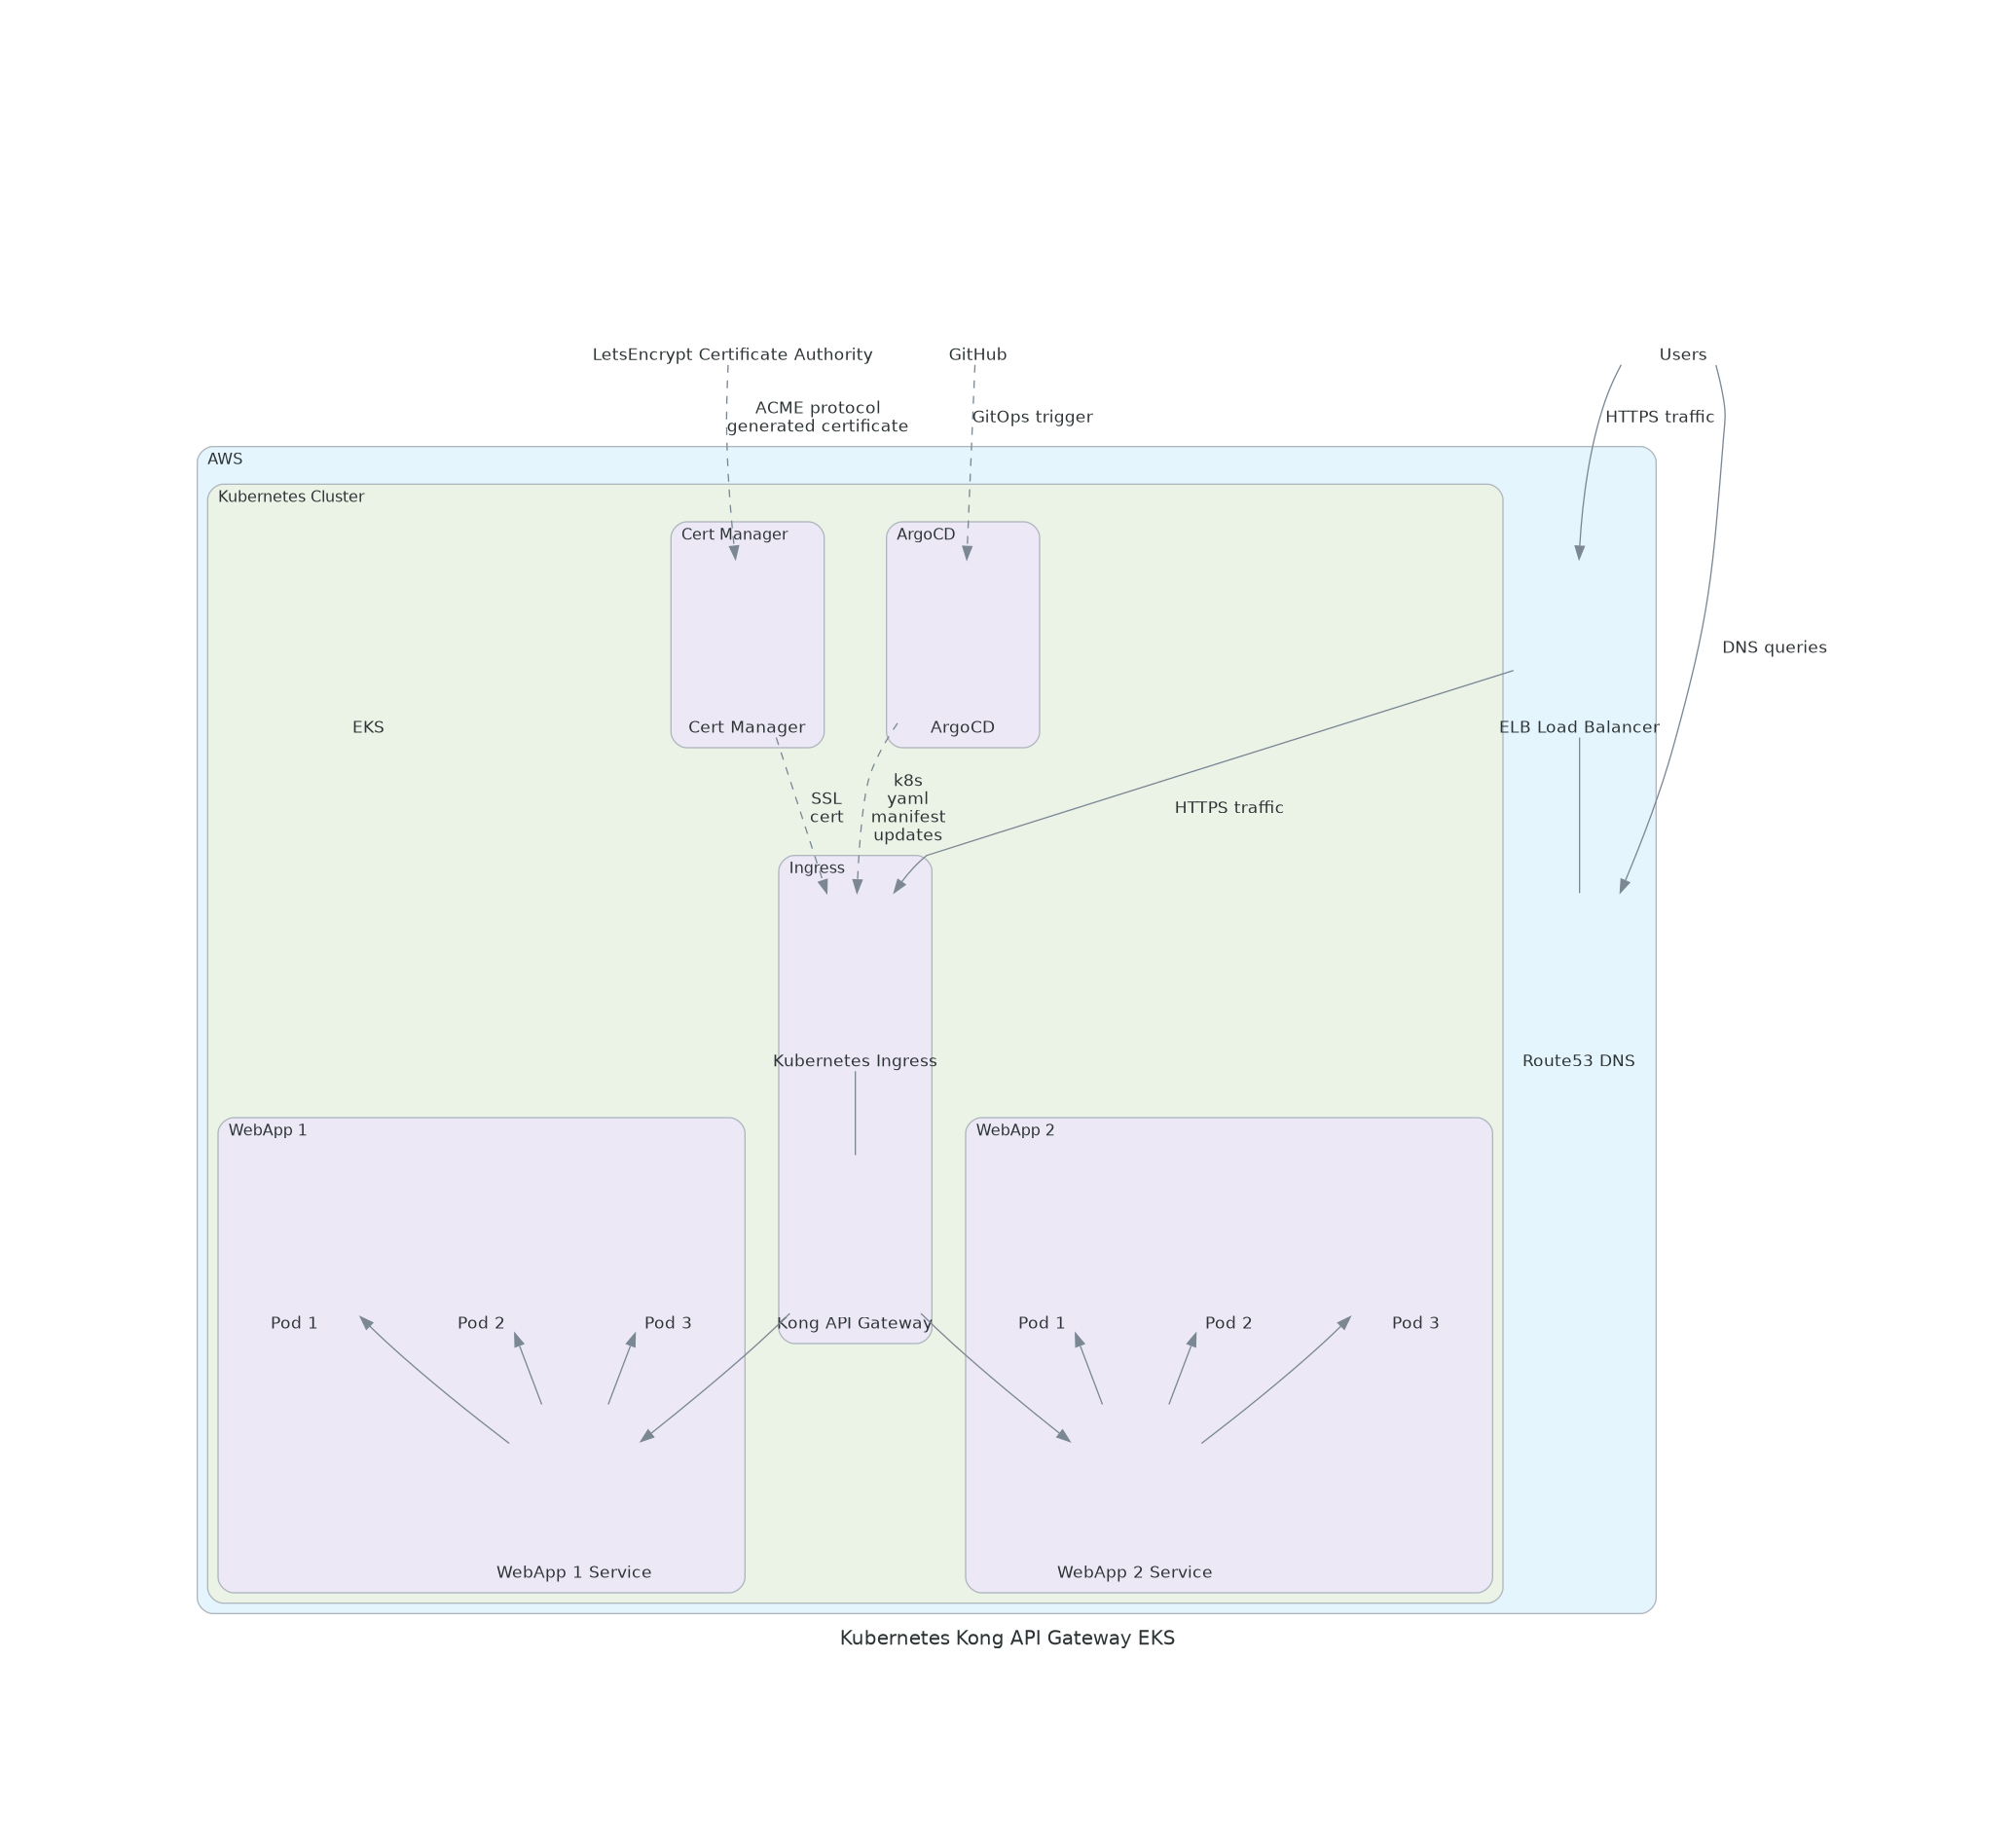 LetsEncrypt Certificate Authority
GitHub
Users
ACME protocol
generated certificate
GitOps trigger
HTTPS traffic
AWS
Kubernetes Cluster
Cert Manager
ArgoCD
DNS queries
EKS
Cert Manager
ArgoCD
ELB Load Balancer
SSL
cert
k8s
yaml
manifest
updates
HTTPS traffic
Ingress
Kubernetes Ingress
Route53 DNS
WebApp 1
WebApp 2
Pod 1
Pod 2
Pod 3
Kong API Gateway
Pod 1
Pod 2
Pod 3
WebApp 1 Service
WebApp 2 Service
Kubernetes Kong API Gateway EKS